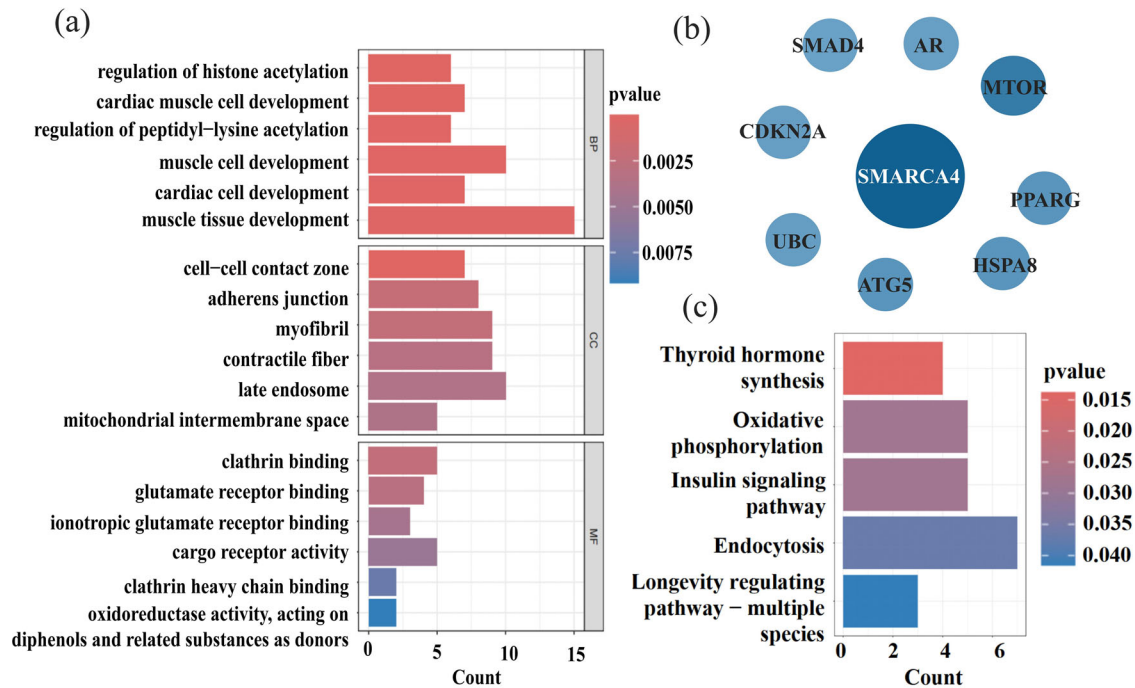 (a)
regulation of histone acetylation
cardiac muscle cell development
regulation of peptidyl−lysine acetylation
muscle cell development
cardiac cell development
muscle tissue development
BP
cell−cell contact zone
adherens junction
myofibril
contractile fiber
late endosome
mitochondrial intermembrane space
CC
clathrin binding
glutamate receptor binding
ionotropic glutamate receptor binding
cargo receptor activity
clathrin heavy chain binding
oxidoreductase activity, acting on
diphenols and related substances as donors
MF
0 5 10 15
Count
pvalue
0.0025
0.0050
0.0075
(b)
SMAD4
AR
MTOR
CDKN2A
SMARCA4
PPARG
UBC
HSPA8
ATG5
(c)
Thyroid hormone
synthesis
Oxidative
phosphorylation
Insulin signaling
pathway
Endocytosis
Longevity regulating
pathway − multiple
species
0 2 4 6
Count
pvalue
0.015
0.020
0.025
0.030
0.035
0.040